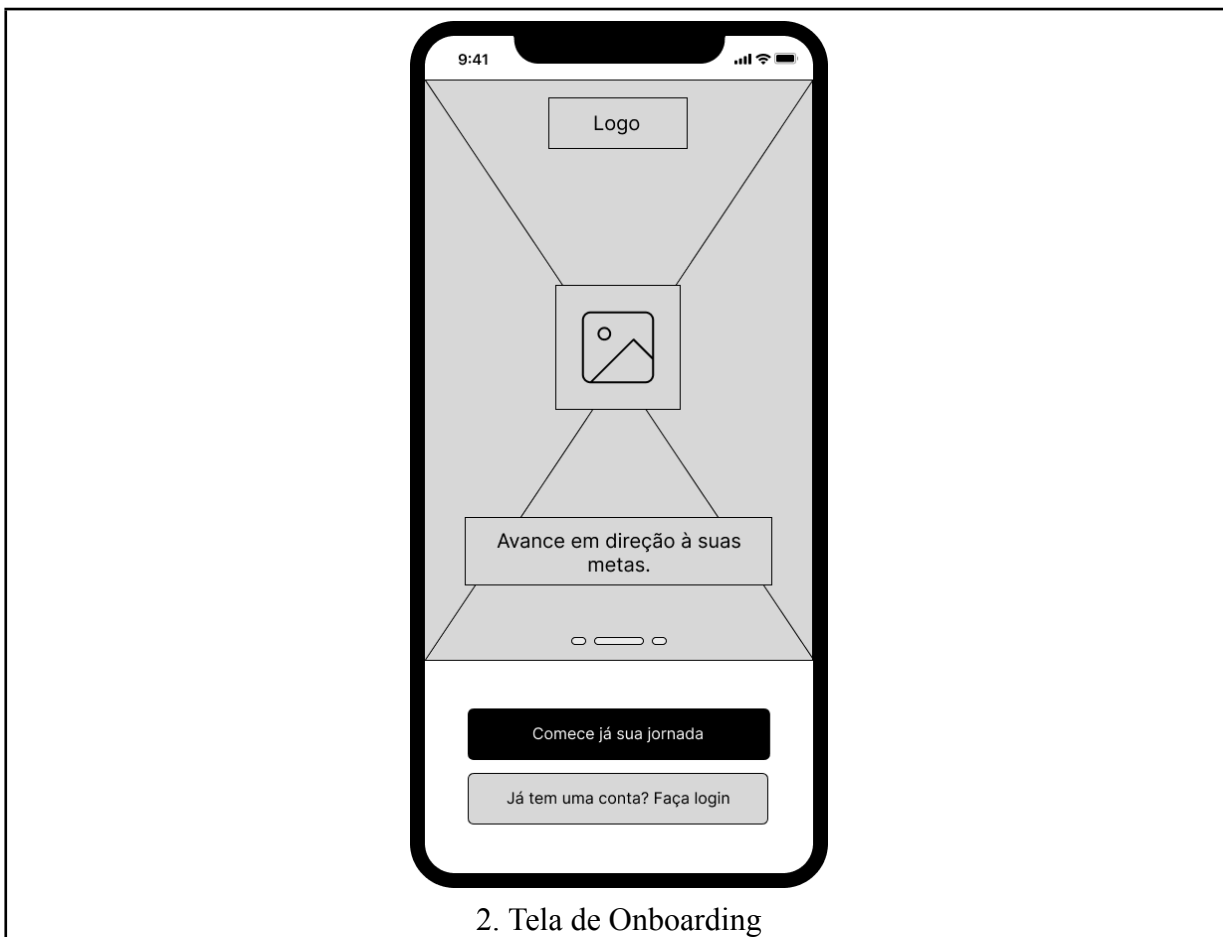 9:41
Logo
Avance em direção à suas
metas.
Comece já sua jornada
Já tem uma conta? Faça login
2. Tela de Onboarding